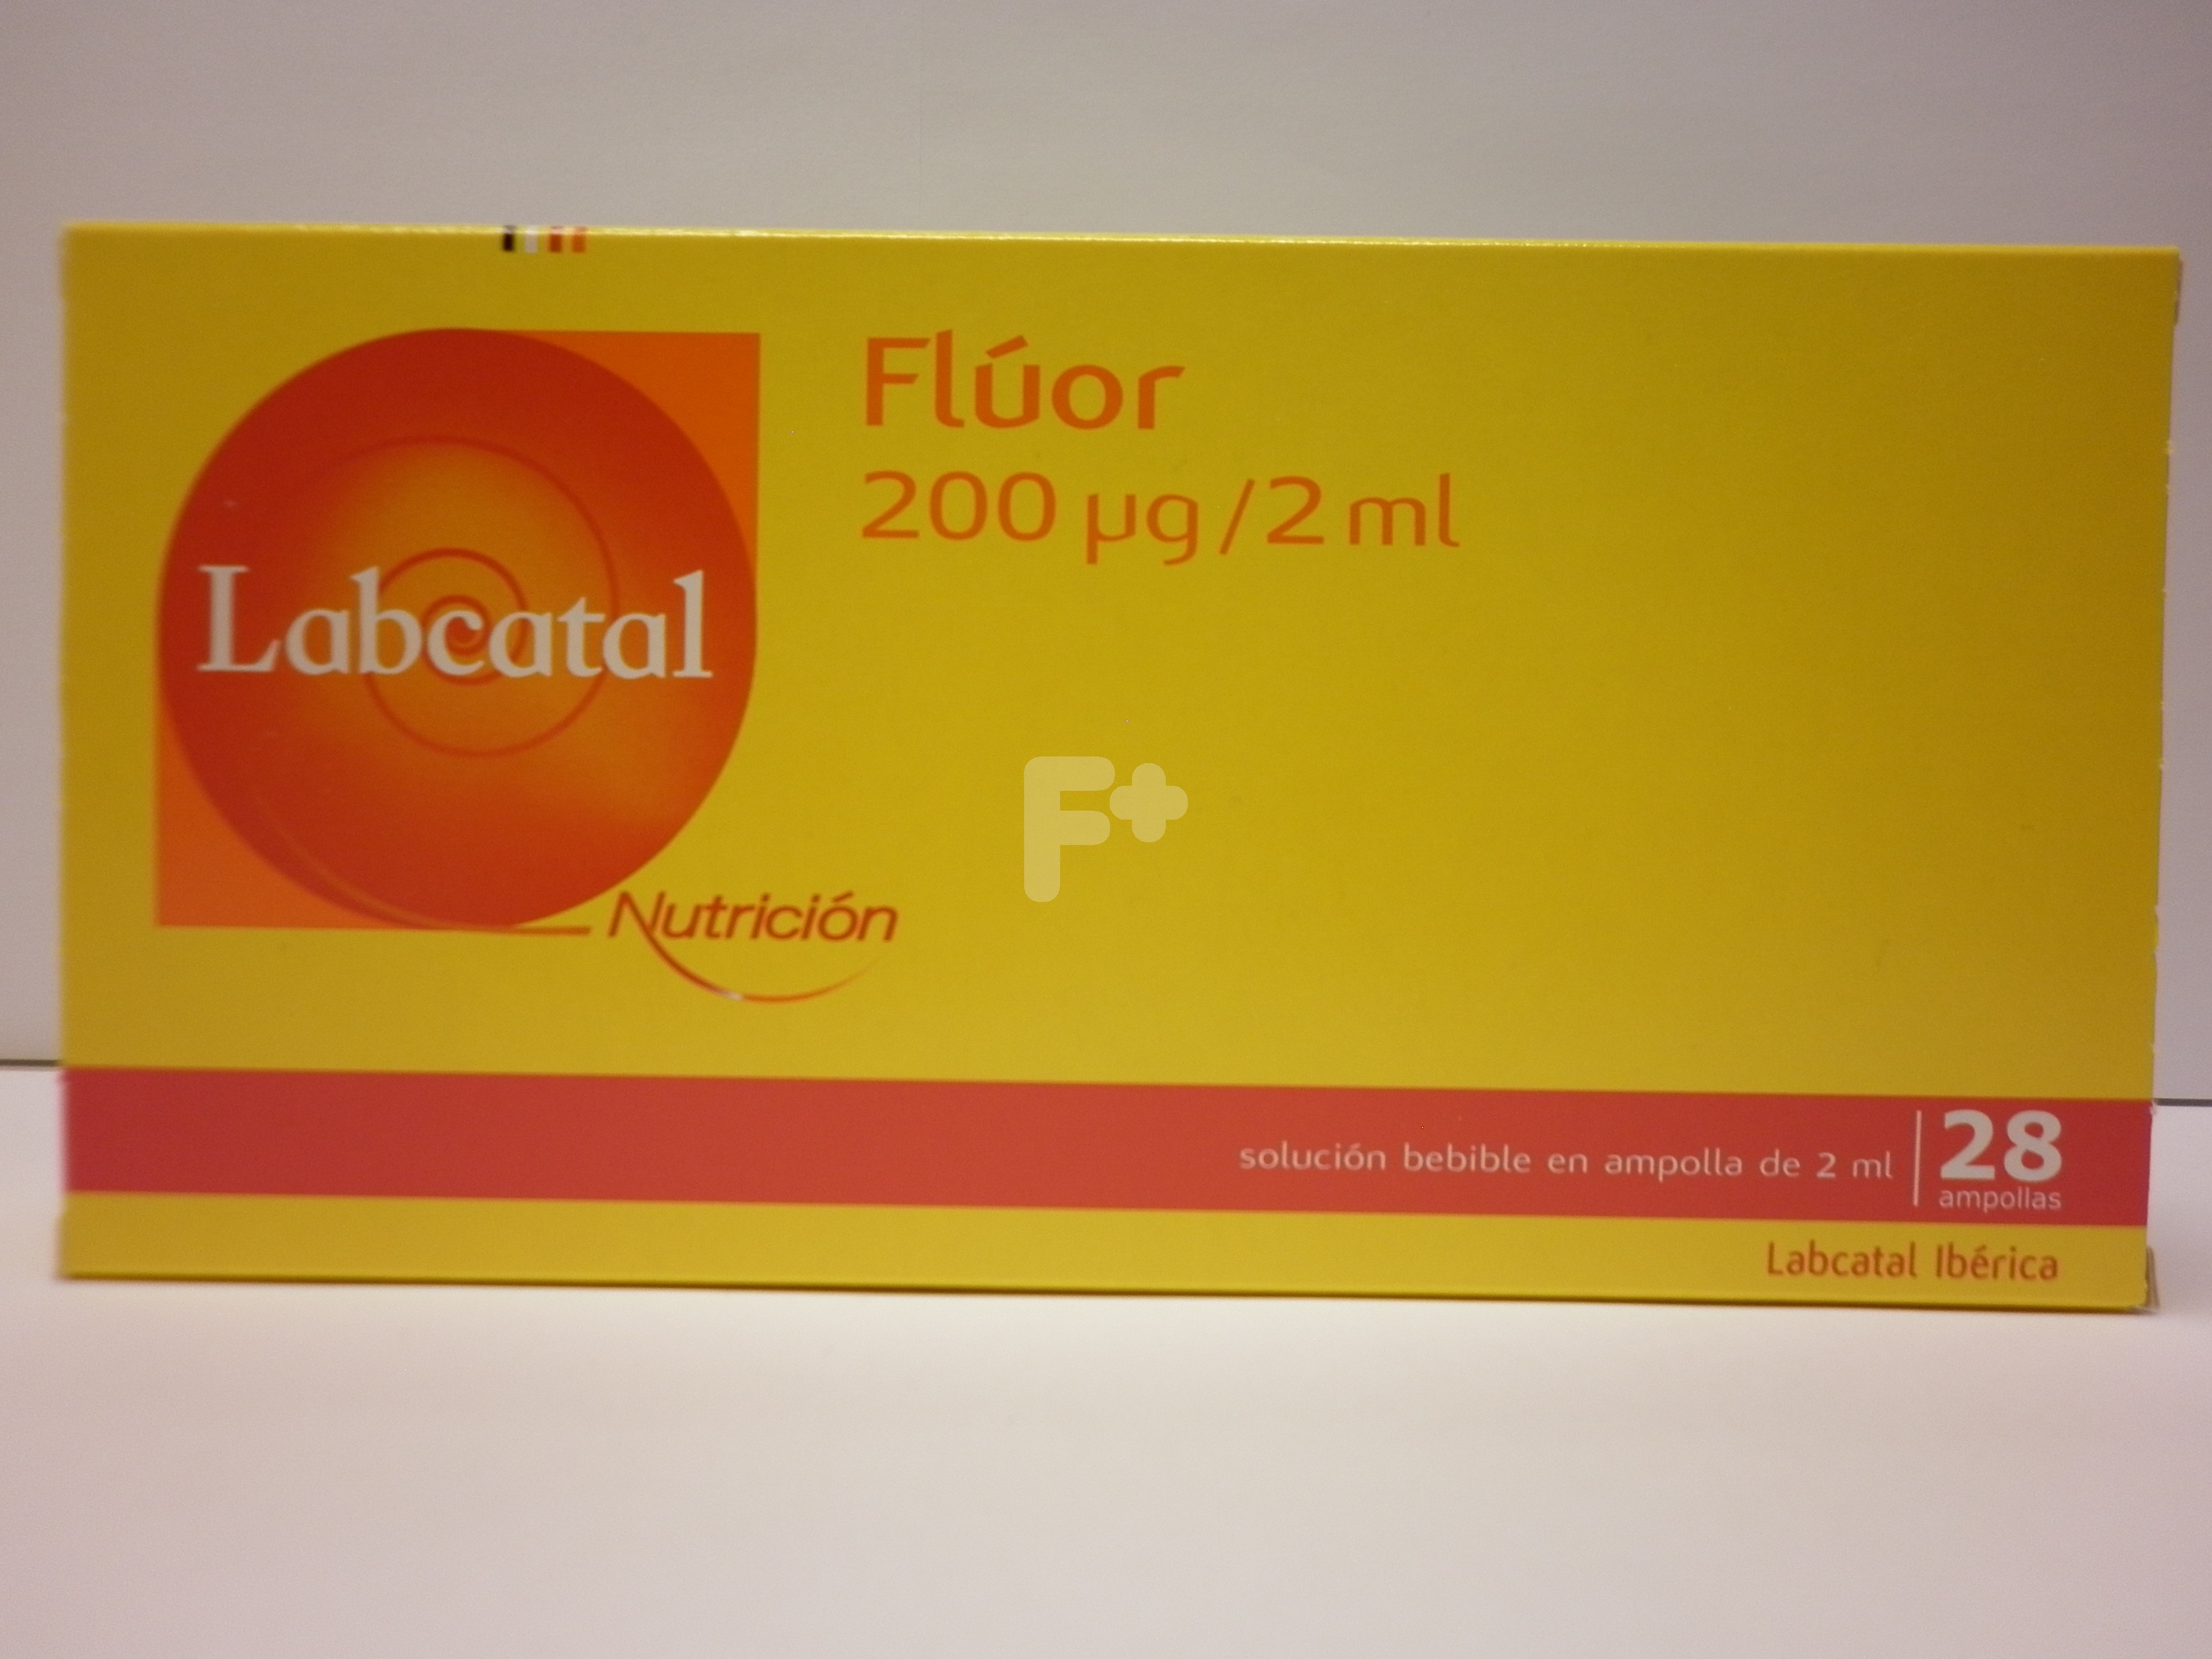 Flúor
200 µg/2 ml
Labcatal
F+
Nutrición
solución bebible en ampolla de 2 ml
28
ampollas
Labcatal Ibérica